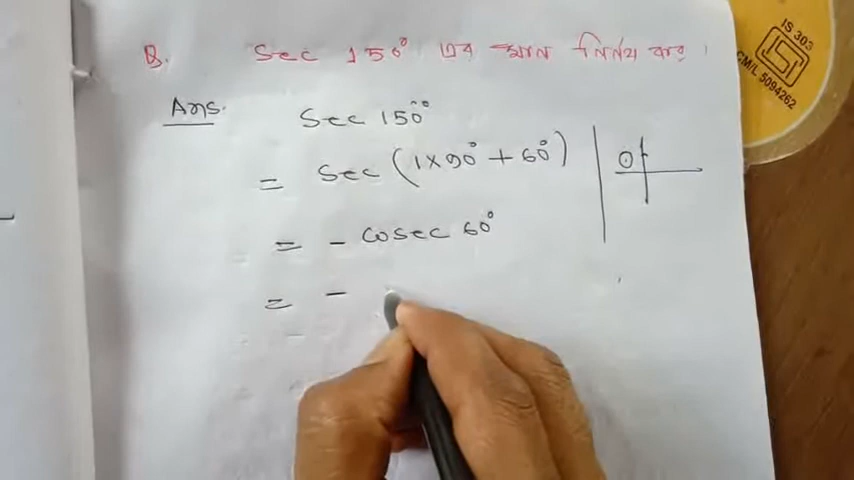 Q. Sec 150° এর মান নির্ণয় কর।
Ans. Sec 150°
= Sec (1×90° + 60°)
= - cosec 60°
= -
IS 303
CM/L 5094262